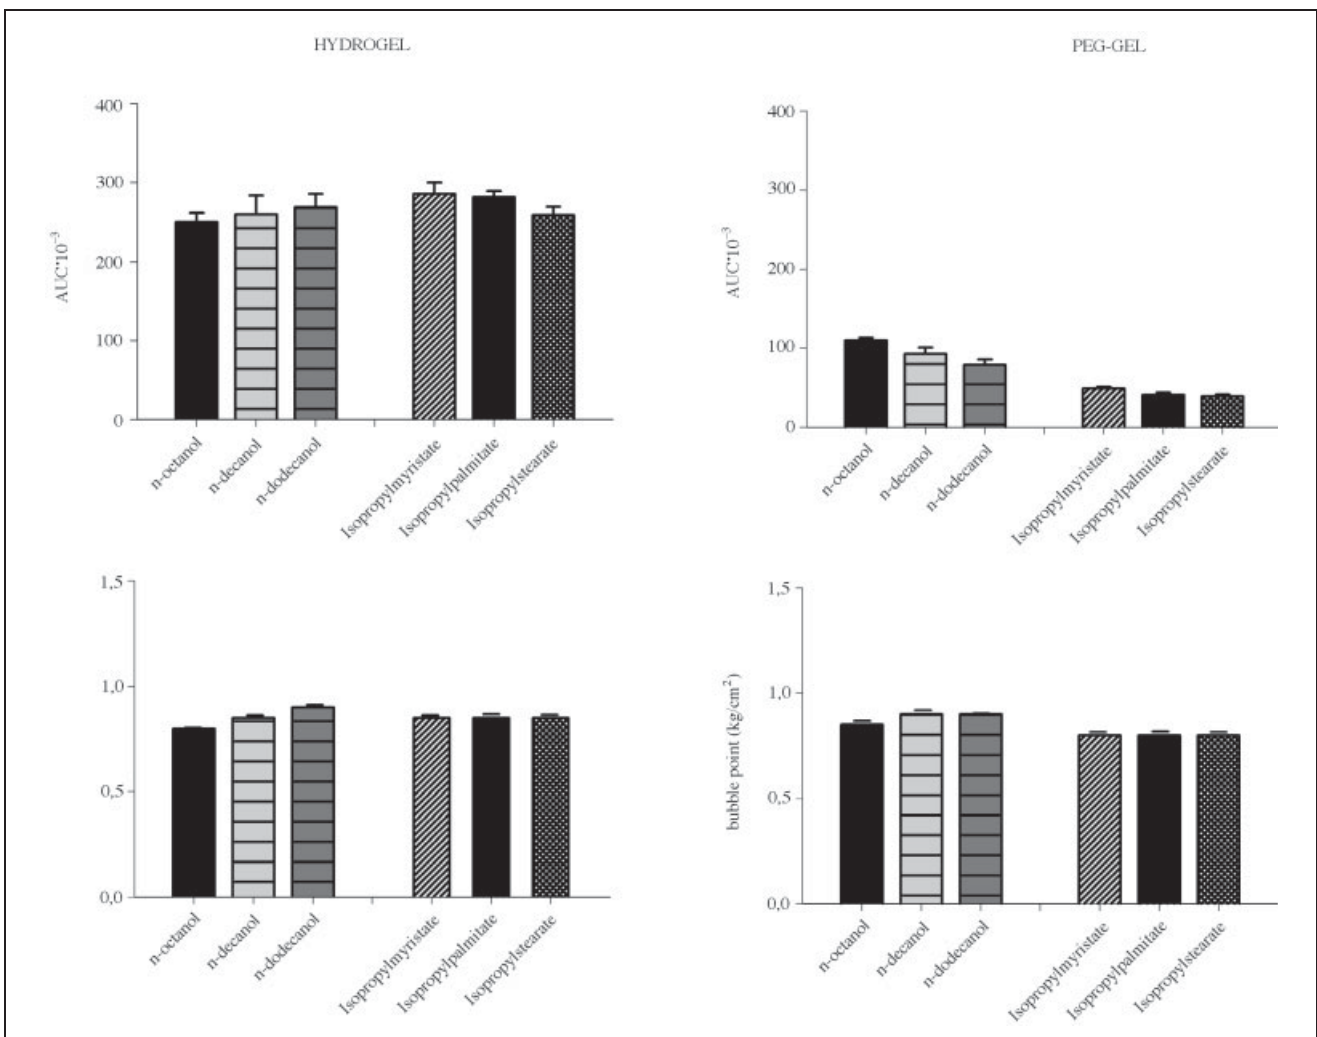 HYDROGEL
PEG-GEL
400
300
200
100
0
AUC*10⁻³
n-octanol
n-decanol
n-dodecanol
Isopropylmyristate
Isopropylpalmitate
Isopropylstearate
400
300
200
100
0
AUC*10⁻³
n-octanol
n-decanol
n-dodecanol
Isopropylmyristate
Isopropylpalmitate
Isopropylstearate
1,5
1,0
0,5
0,0
n-octanol
n-decanol
n-dodecanol
Isopropylmyristate
Isopropylpalmitate
Isopropylstearate
1,5
1,0
0,5
0,0
bubble point (kg/cm²)
n-octanol
n-decanol
n-dodecanol
Isopropylmyristate
Isopropylpalmitate
Isopropylstearate